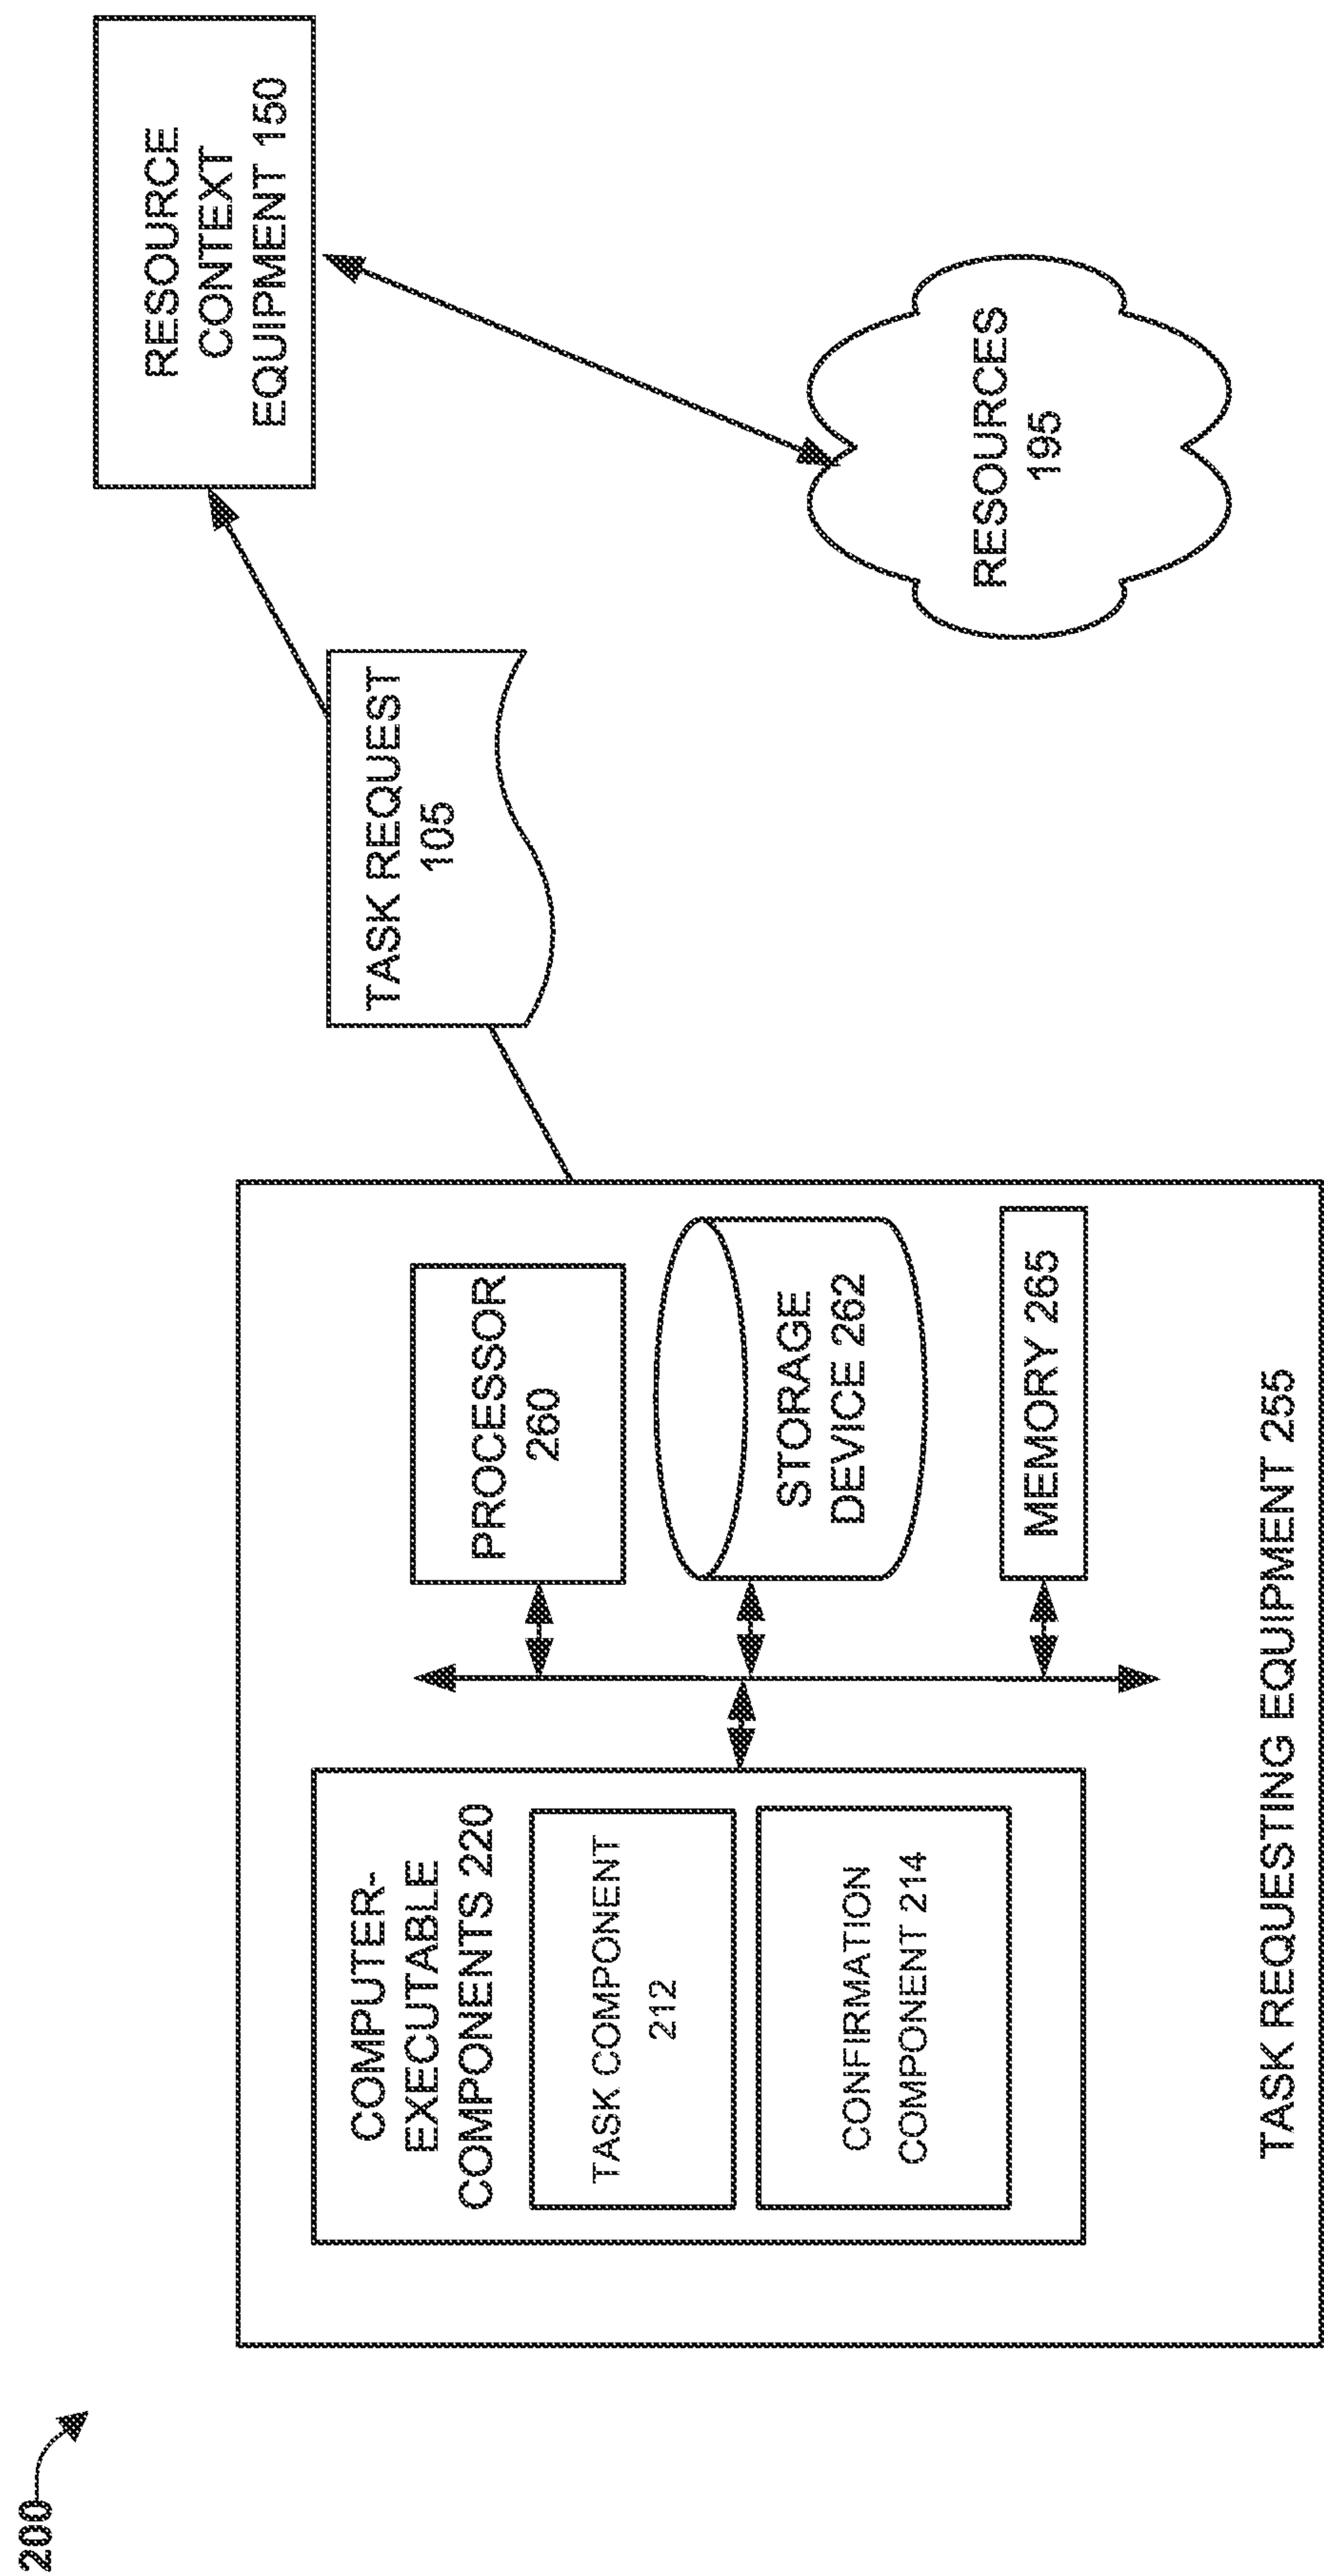 200
COMPUTER-
EXECUTABLE
COMPONENTS 220
TASK COMPONENT
212
CONFIRMATION
COMPONENT 214
PROCESSOR
260
STORAGE
DEVICE 262
MEMORY 265
TASK REQUESTING EQUIPMENT 255
TASK REQUEST
105
RESOURCE
CONTEXT
EQUIPMENT 150
RESOURCES
195